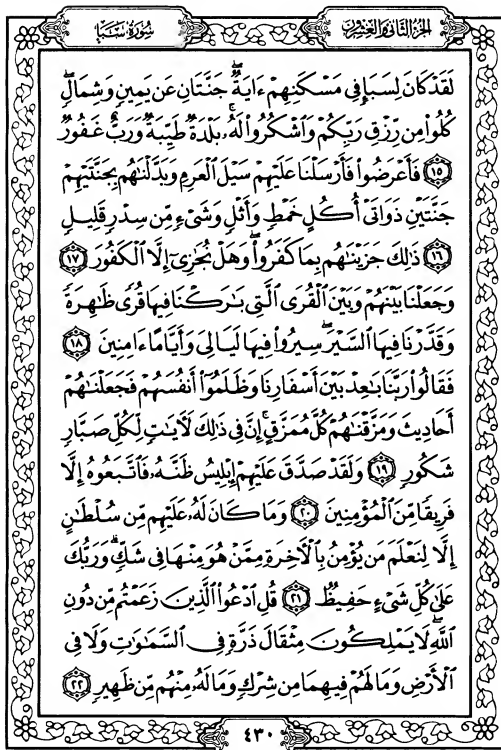 الجزء الثاني والعشرون
سُورَةُ سَبَإٍ
لَقَدْ كَانَ لِسَبَإٍ فِى مَسْكَنِهِمْ ءَايَةٌ ۖ جَنَّتَانِ عَن يَمِينٍ وَشِمَالٍ ۖ
كُلُوا۟ مِن رِّزْقِ رَبِّكُمْ وَٱشْكُرُوا۟ لَهُۥ ۚ بَلْدَةٌ طَيِّبَةٌ وَرَبٌّ غَفُورٌ
١٥ فَأَعْرَضُوا۟ فَأَرْسَلْنَا عَلَيْهِمْ سَيْلَ ٱلْعَرِمِ وَبَدَّلْنَٰهُم بِجَنَّتَيْهِمْ
جَنَّتَيْنِ ذَوَاتَىْ أُكُلٍ خَمْطٍ وَأَثْلٍ وَشَىْءٍ مِّن سِدْرٍ قَلِيلٍ
١٦ ذَٰلِكَ جَزَيْنَٰهُم بِمَا كَفَرُوا۟ ۖ وَهَلْ نُجَٰزِىٓ إِلَّا ٱلْكَفُورَ ١٧
وَجَعَلْنَا بَيْنَهُمْ وَبَيْنَ ٱلْقُرَى ٱلَّتِى بَٰرَكْنَا فِيهَا قُرًى ظَٰهِرَةً
وَقَدَّرْنَا فِيهَا ٱلسَّيْرَ ۖ سِيرُوا۟ فِيهَا لَيَالِىَ وَأَيَّامًا ءَامِنِينَ ١٨
فَقَالُوا۟ رَبَّنَا بَٰعِدْ بَيْنَ أَسْفَارِنَا وَظَلَمُوٓا۟ أَنفُسَهُمْ فَجَعَلْنَٰهُمْ
أَحَادِيثَ وَمَزَّقْنَٰهُمْ كُلَّ مُمَزَّقٍ ۚ إِنَّ فِى ذَٰلِكَ لَـَٔايَٰتٍ لِّكُلِّ صَبَّارٍ
شَكُورٍ ١٩ وَلَقَدْ صَدَّقَ عَلَيْهِمْ إِبْلِيسُ ظَنَّهُۥ فَٱتَّبَعُوهُ إِلَّا
فَرِيقًا مِّنَ ٱلْمُؤْمِنِينَ ٢٠ وَمَا كَانَ لَهُۥ عَلَيْهِم مِّن سُلْطَٰنٍ
إِلَّا لِنَعْلَمَ مَن يُؤْمِنُ بِٱلْـَٔاخِرَةِ مِمَّنْ هُوَ مِنْهَا فِى شَكٍّ ۗ وَرَبُّكَ
عَلَىٰ كُلِّ شَىْءٍ حَفِيظٌ ٢١ قُلِ ٱدْعُوا۟ ٱلَّذِينَ زَعَمْتُم مِّن دُونِ
ٱللَّهِ ۖ لَا يَمْلِكُونَ مِثْقَالَ ذَرَّةٍ فِى ٱلسَّمَٰوَٰتِ وَلَا فِى
ٱلْأَرْضِ وَمَا لَهُمْ فِيهِمَا مِن شِرْكٍ وَمَا لَهُۥ مِنْهُم مِّن ظَهِيرٍ ٢٢
٤٣٠